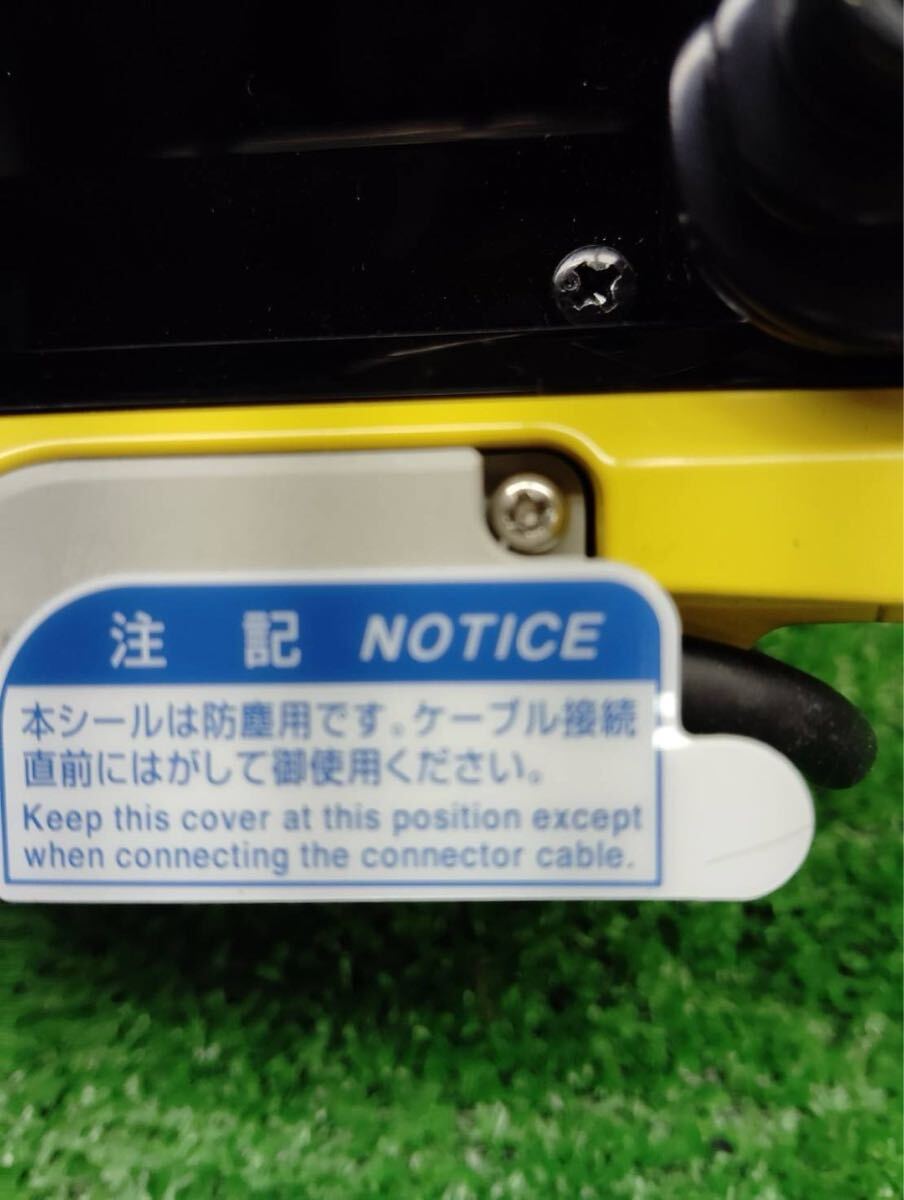 注 記 NOTICE
本シールは防塵用です。ケーブル接続
直前にはがして御使用ください。
Keep this cover at this position except
when connecting the connector cable.